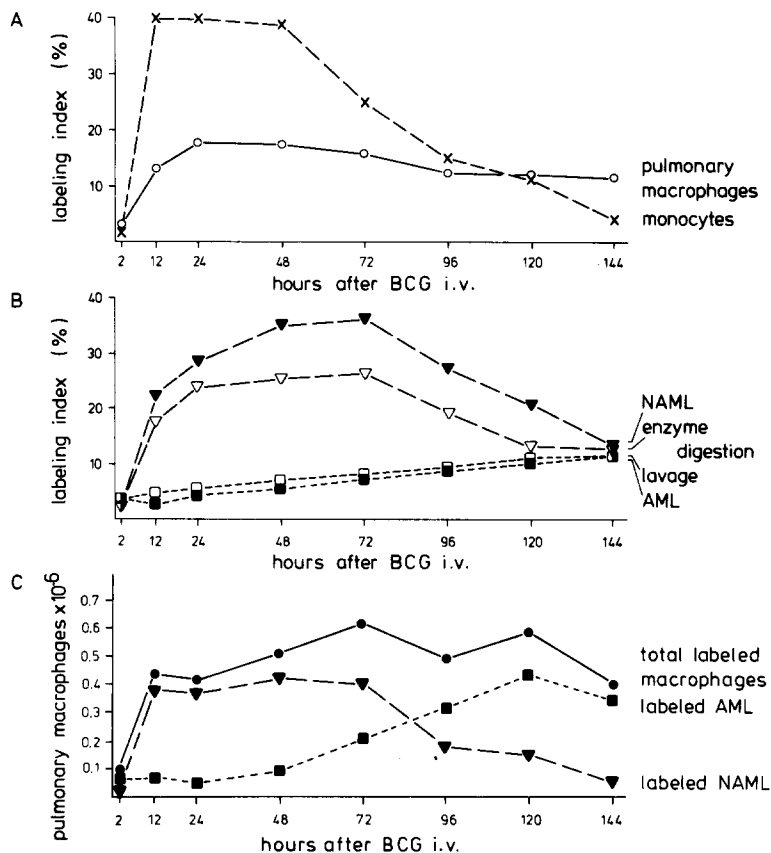 A
labeling index (%)
40
30
20
10
pulmonary
macrophages
monocytes
2 12 24 48 72 96 120 144
hours after BCG i.v.
B
labeling index (%)
40
30
20
10
NAML
enzyme
digestion
lavage
AML
2 12 24 48 72 96 120 144
hours after BCG i.v.
C
pulmonary macrophages x10⁻⁶
0.7
0.6
0.5
0.4
0.3
0.2
0.1
total labeled
macrophages
labeled AML
labeled NAML
2 12 24 48 72 96 120 144
hours after BCG i.v.